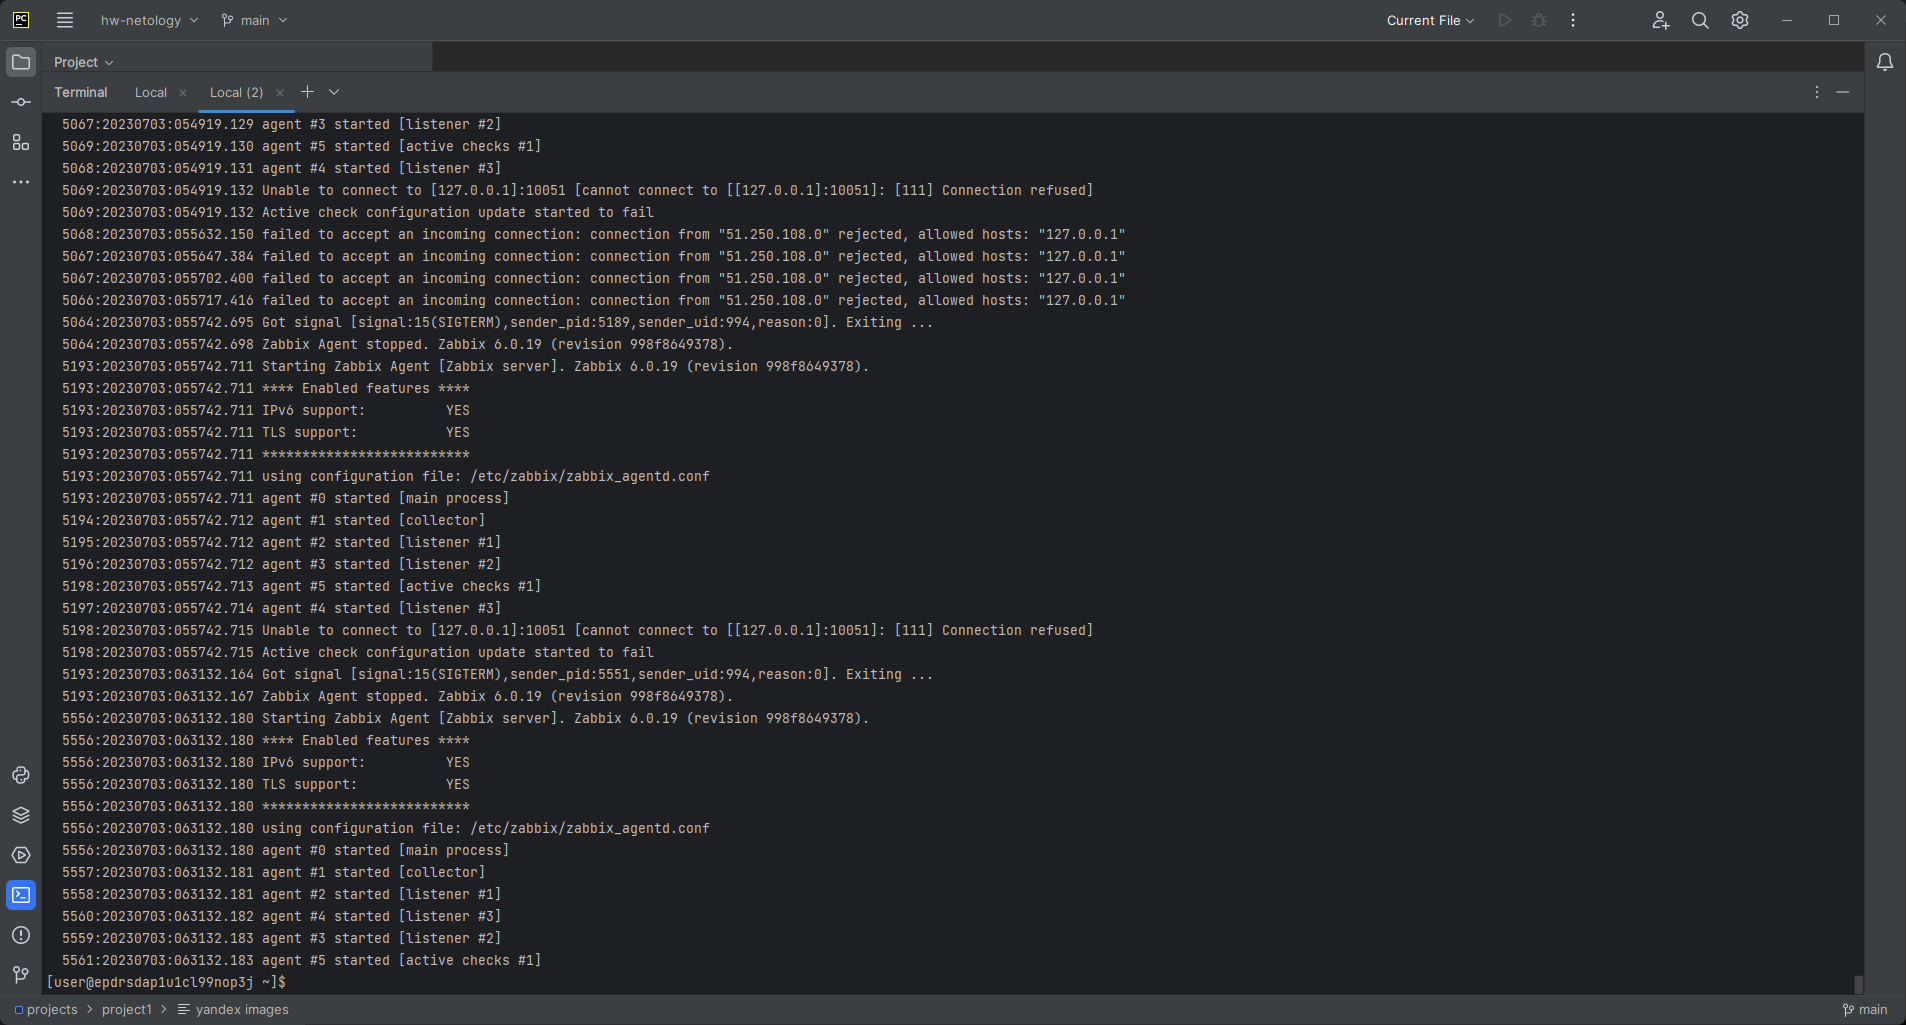 PC hw-netology main Current File
Project
Terminal Local Local (2)
5067:20230703:054919.129 agent #3 started [listener #2]
5069:20230703:054919.130 agent #5 started [active checks #1]
5068:20230703:054919.131 agent #4 started [listener #3]
5069:20230703:054919.132 Unable to connect to [127.0.0.1]:10051 [cannot connect to [[127.0.0.1]:10051]: [111] Connection refused]
5069:20230703:054919.132 Active check configuration update started to fail
5068:20230703:055632.150 failed to accept an incoming connection: connection from "51.250.108.0" rejected, allowed hosts: "127.0.0.1"
5067:20230703:055647.384 failed to accept an incoming connection: connection from "51.250.108.0" rejected, allowed hosts: "127.0.0.1"
5067:20230703:055702.400 failed to accept an incoming connection: connection from "51.250.108.0" rejected, allowed hosts: "127.0.0.1"
5066:20230703:055717.416 failed to accept an incoming connection: connection from "51.250.108.0" rejected, allowed hosts: "127.0.0.1"
5064:20230703:055742.695 Got signal [signal:15(SIGTERM),sender_pid:5189,sender_uid:994,reason:0]. Exiting ...
5064:20230703:055742.698 Zabbix Agent stopped. Zabbix 6.0.19 (revision 998f8649378).
5193:20230703:055742.711 Starting Zabbix Agent [Zabbix server]. Zabbix 6.0.19 (revision 998f8649378).
5193:20230703:055742.711 **** Enabled features ****
5193:20230703:055742.711 IPv6 support:          YES
5193:20230703:055742.711 TLS support:           YES
5193:20230703:055742.711 **************************
5193:20230703:055742.711 using configuration file: /etc/zabbix/zabbix_agentd.conf
5193:20230703:055742.711 agent #0 started [main process]
5194:20230703:055742.712 agent #1 started [collector]
5195:20230703:055742.712 agent #2 started [listener #1]
5196:20230703:055742.712 agent #3 started [listener #2]
5198:20230703:055742.713 agent #5 started [active checks #1]
5197:20230703:055742.714 agent #4 started [listener #3]
5198:20230703:055742.715 Unable to connect to [127.0.0.1]:10051 [cannot connect to [[127.0.0.1]:10051]: [111] Connection refused]
5198:20230703:055742.715 Active check configuration update started to fail
5193:20230703:063132.164 Got signal [signal:15(SIGTERM),sender_pid:5551,sender_uid:994,reason:0]. Exiting ...
5193:20230703:063132.167 Zabbix Agent stopped. Zabbix 6.0.19 (revision 998f8649378).
5556:20230703:063132.180 Starting Zabbix Agent [Zabbix server]. Zabbix 6.0.19 (revision 998f8649378).
5556:20230703:063132.180 **** Enabled features ****
5556:20230703:063132.180 IPv6 support:          YES
5556:20230703:063132.180 TLS support:           YES
5556:20230703:063132.180 **************************
5556:20230703:063132.180 using configuration file: /etc/zabbix/zabbix_agentd.conf
5556:20230703:063132.180 agent #0 started [main process]
5557:20230703:063132.181 agent #1 started [collector]
5558:20230703:063132.181 agent #2 started [listener #1]
5560:20230703:063132.182 agent #4 started [listener #3]
5559:20230703:063132.183 agent #3 started [listener #2]
5561:20230703:063132.183 agent #5 started [active checks #1]
[user@epdrsdap1u1cl99nop3j ~]$
projects > project1 > yandex images main